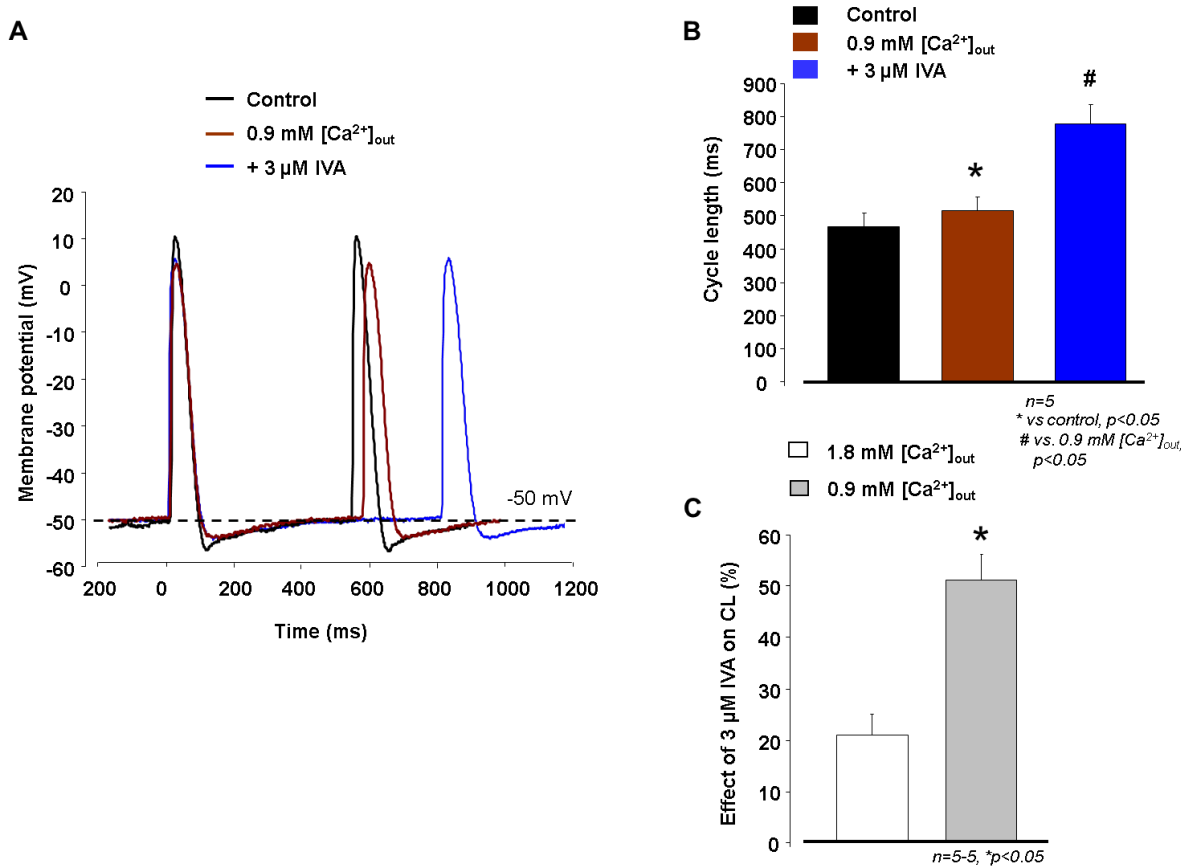 A
Control
0.9 mM [Ca²⁺]out
+ 3 µM IVA
Membrane potential (mV)
20
10
0
-10
-20
-30
-40
-50
-60
-50 mV
200 0 200 400 600 800 1000 1200
Time (ms)
B
Control
0.9 mM [Ca²⁺]out
+ 3 µM IVA
Cycle length (ms)
900
800
700
600
500
400
300
200
100
0
*
#
n=5
* vs control, p<0.05
# vs. 0.9 mM [Ca²⁺]out,
p<0.05
C
1.8 mM [Ca²⁺]out
0.9 mM [Ca²⁺]out
Effect of 3 µM IVA on CL (%)
60
50
40
30
20
10
0
*
n=5-5, *p<0.05